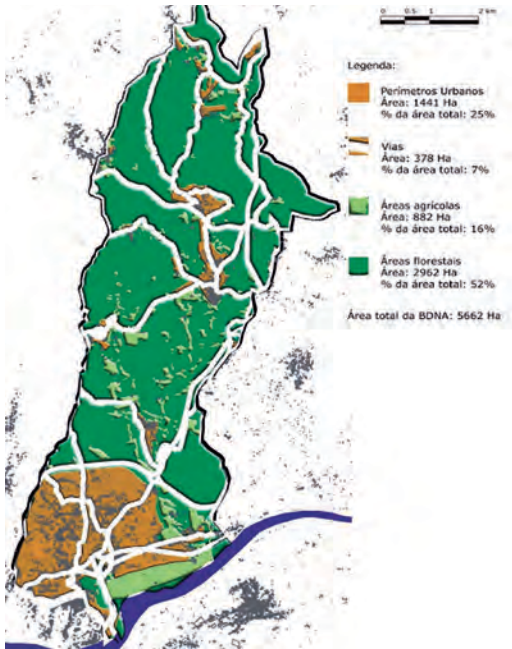 0 0.5 1 2 km
Legenda:
Perímetros Urbanos
Área: 1441 Ha
% da área total: 25%
Vias
Área: 378 Ha
% da área total: 7%
Áreas agrícolas
Área: 882 Ha
% da área total: 16%
Áreas florestais
Área: 2962 Ha
% da área total: 52%
Área total da BDNA: 5662 Ha